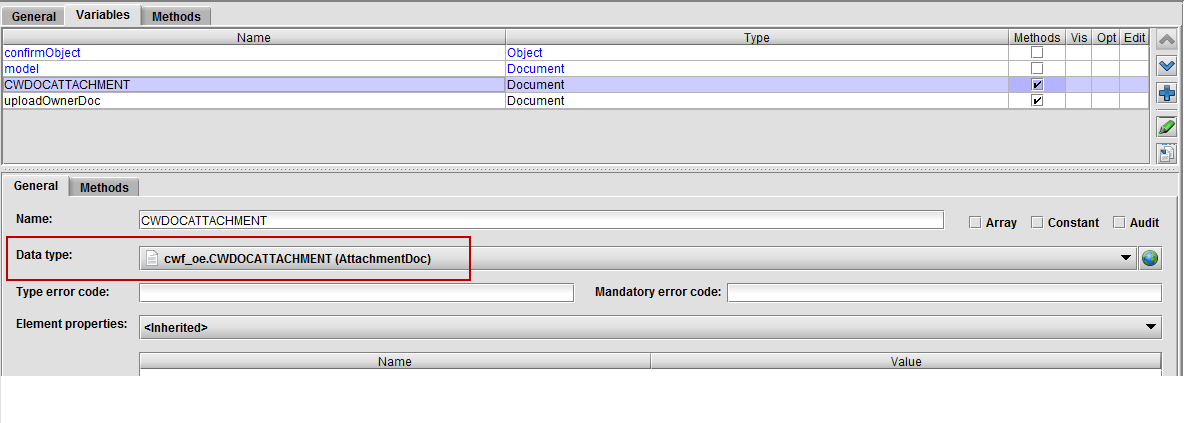 General Variables Methods
Name Type Methods Vis Opt Edit
confirmObject Object
model Document
CWDOCATTACHMENT Document
uploadOwnerDoc Document
General Methods
Name: CWDOCATTACHMENT Array Constant Audit
Data type: cwf_oe.CWDOCATTACHMENT (AttachmentDoc)
Type error code: Mandatory error code:
Element properties: <Inherited>
Name Value